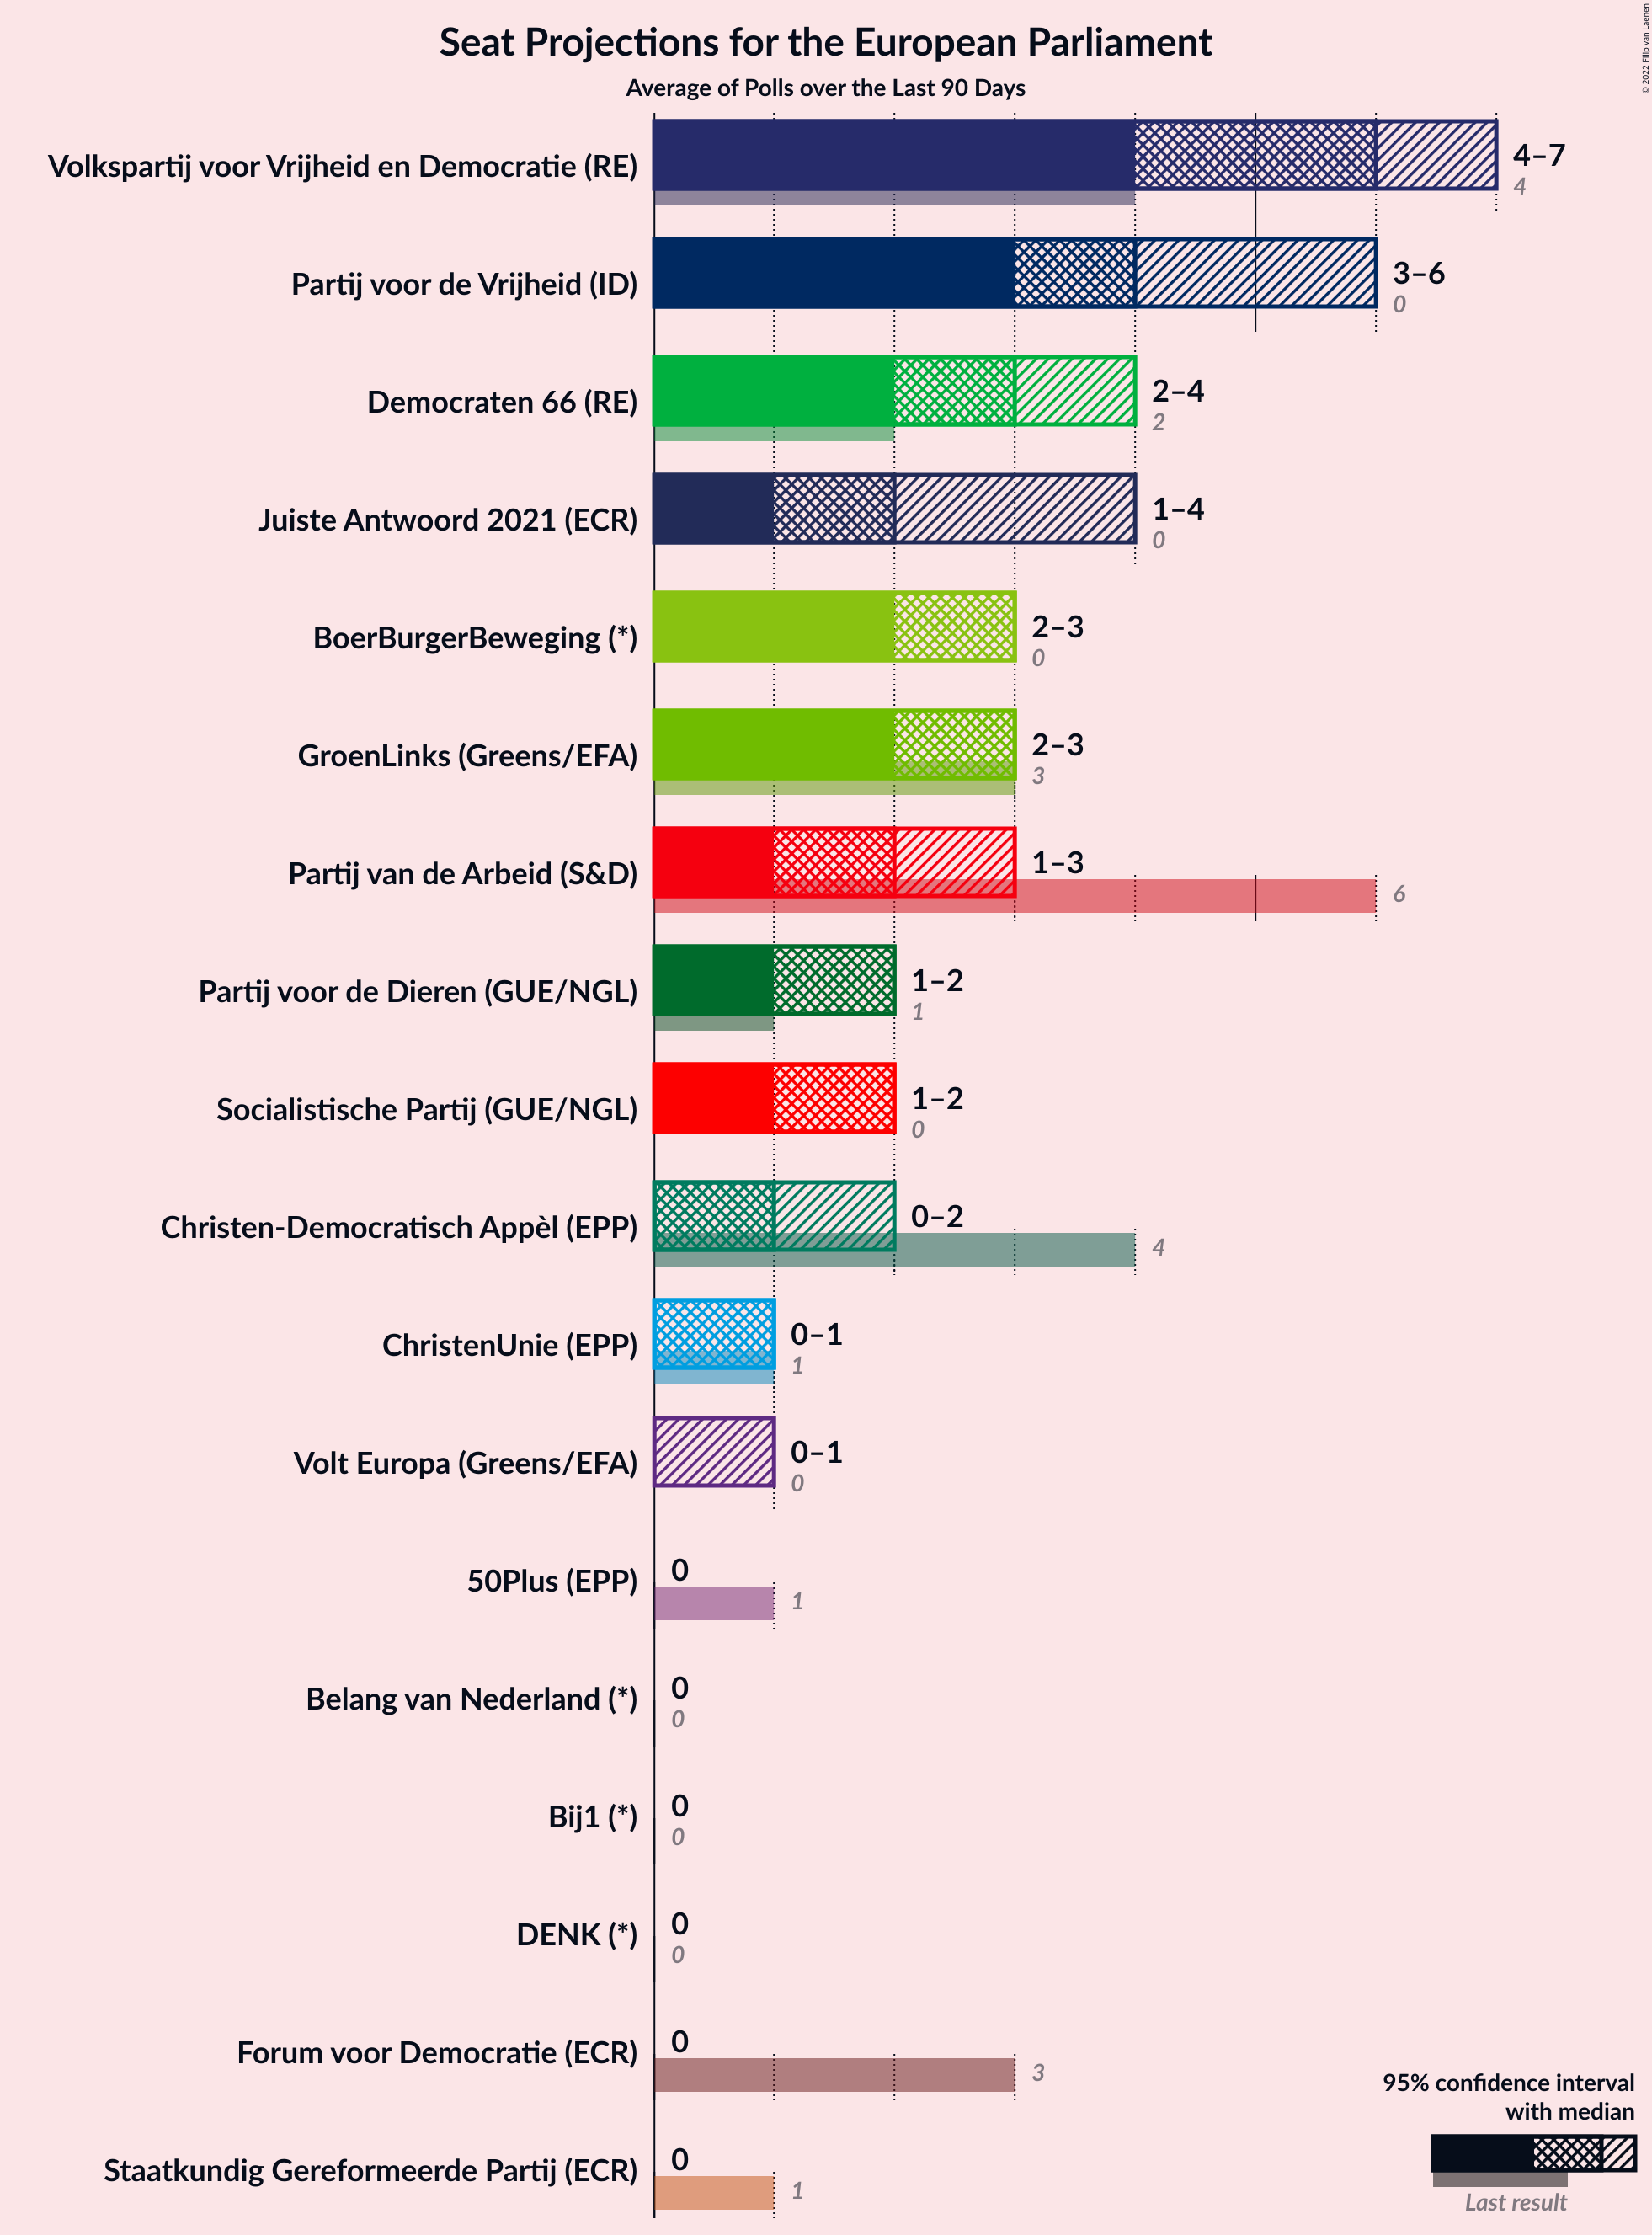 Seat Projections for the European Parliament
Average of Polls over the Last 90 Days
© 2022 Filip van Laenen
Volkspartij voor Vrijheid en Democratie (RE)
4–7
4
Partij voor de Vrijheid (ID)
3–6
0
Democraten 66 (RE)
2–4
2
Juiste Antwoord 2021 (ECR)
1–4
0
BoerBurgerBeweging (*)
2–3
0
GroenLinks (Greens/EFA)
2–3
3
Partij van de Arbeid (S&D)
1–3
6
Partij voor de Dieren (GUE/NGL)
1–2
1
Socialistische Partij (GUE/NGL)
1–2
0
Christen-Democratisch Appèl (EPP)
0–2
4
ChristenUnie (EPP)
0–1
1
Volt Europa (Greens/EFA)
0–1
0
50Plus (EPP)
0
1
Belang van Nederland (*)
0
0
Bij1 (*)
0
0
DENK (*)
0
0
Forum voor Democratie (ECR)
0
3
Staatkundig Gereformeerde Partij (ECR)
0
1
95% confidence interval
with median
Last result